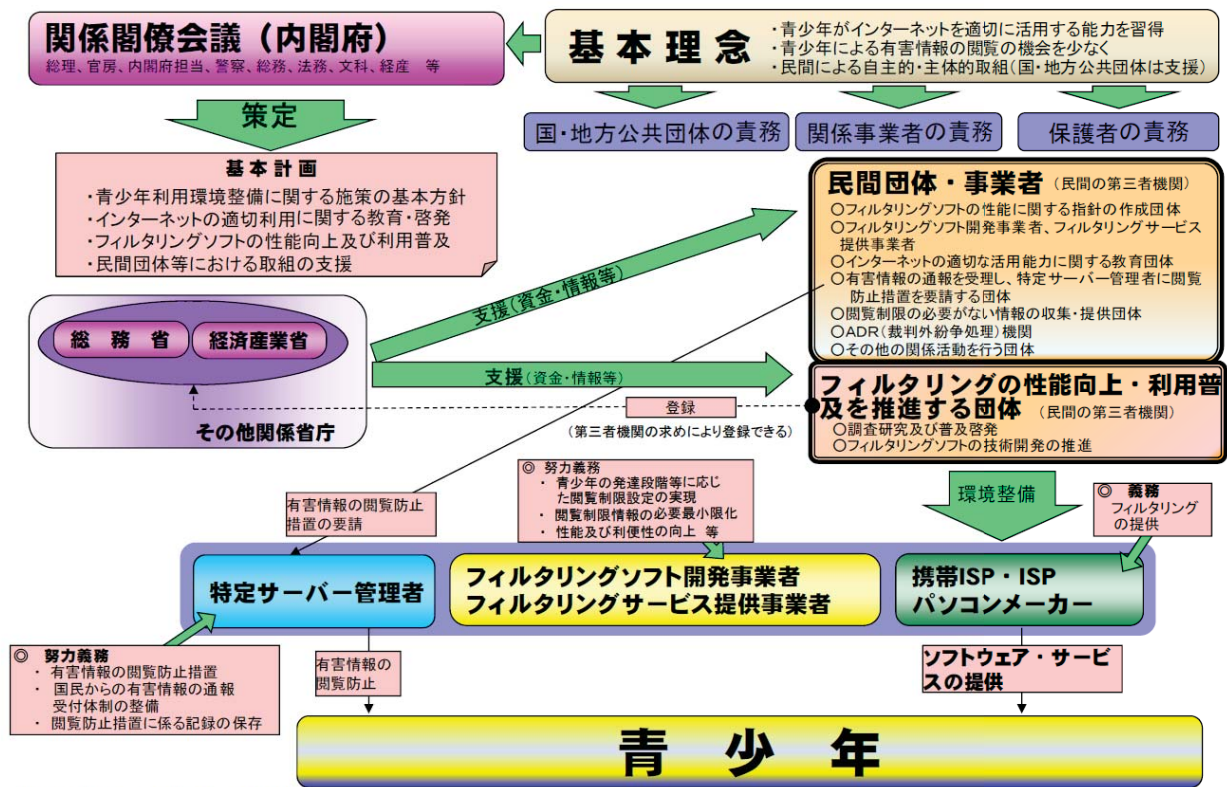 関係閣僚会議(内閣府)
総理、官房、内閣府担当、警察、総務、法務、文科、経産 等
基本理念
・青少年がインターネットを適切に活用する能力を習得
・青少年による有害情報の閲覧の機会を少なく
・民間による自主的・主体的取組(国・地方公共団体は支援)
策定
国・地方公共団体の責務
関係事業者の責務
保護者の責務
基本計画
・青少年利用環境整備に関する施策の基本方針
・インターネットの適切利用に関する教育・啓発
・フィルタリングソフトの性能向上及び利用普及
・民間団体等における取組の支援
民間団体・事業者 (民間の第三者機関)
○フィルタリングソフトの性能に関する指針の作成団体
○フィルタリングソフト開発事業者、フィルタリングサービス
提供事業者
○インターネットの適切な活用能力に関する教育団体
○有害情報の通報を受理し、特定サーバー管理者に閲覧
防止措置を要請する団体
○閲覧制限の必要がない情報の収集・提供団体
○ADR(裁判外紛争処理)機関
○その他の関係活動を行う団体
総務省
経済産業省
その他関係省庁
支援(資金・情報等)
支援(資金・情報等)
登録
(第三者機関の求めにより登録できる)
フィルタリングの性能向上・利用普
及を推進する団体 (民間の第三者機関)
○調査研究及び普及啓発
○フィルタリングソフトの技術開発の推進
有害情報の閲覧防止
措置の要請
◎ 努力義務
・ 青少年の発達段階等に応じ
た閲覧制限設定の実現
・ 閲覧制限情報の必要最小限化
・ 性能及び利便性の向上 等
環境整備
◎ 義務
フィルタリング
の提供
特定サーバー管理者
フィルタリングソフト開発事業者
フィルタリングサービス提供事業者
携帯ISP・ISP
パソコンメーカー
◎ 努力義務
・ 有害情報の閲覧防止措置
・ 国民からの有害情報の通報
受付体制の整備
・ 閲覧防止措置に係る記録の保存
有害情報の
閲覧防止
ソフトウェア・サービ
スの提供
青少年